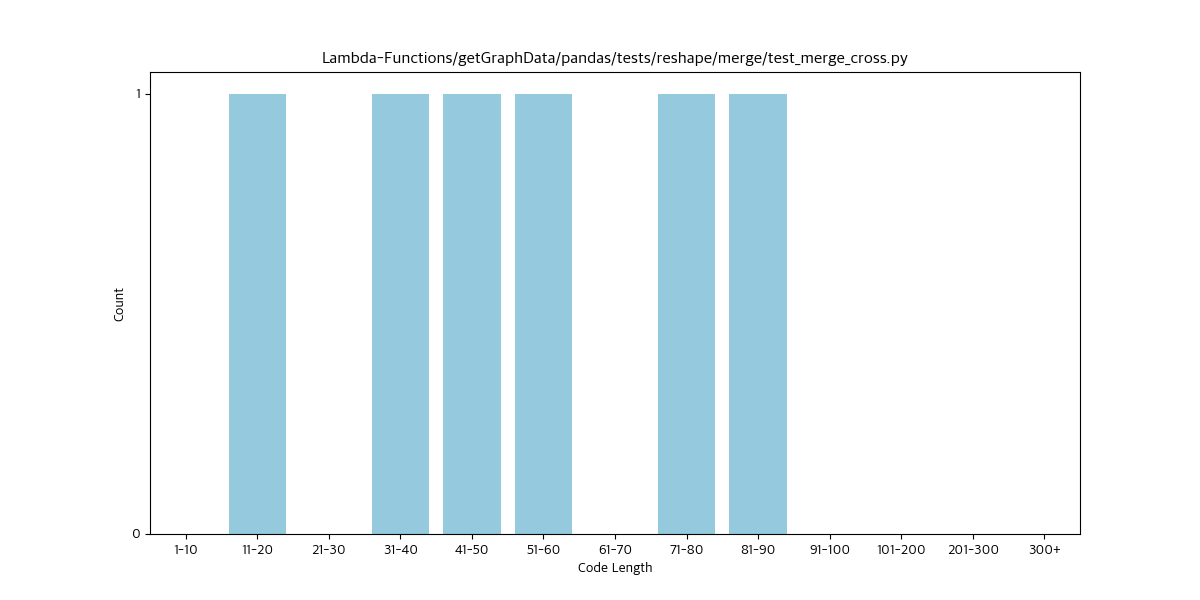 Lambda-Functions/getGraphData/pandas/tests/reshape/merge/test_merge_cross.py
1
Count
0
1-10 11-20 21-30 31-40 41-50 51-60 61-70 71-80 81-90 91-100 101-200 201-300 300+
Code Length